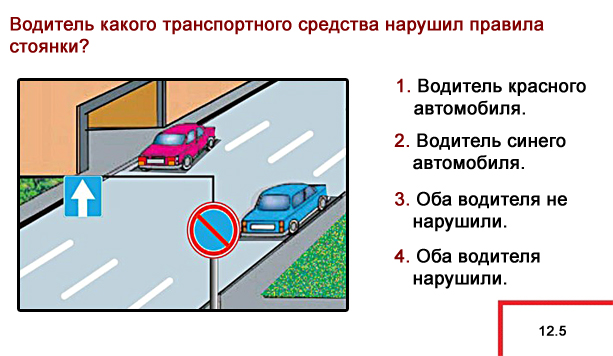 Водитель какого транспортного средства нарушил правила
стоянки?
1. Водитель красного
автомобиля.
2. Водитель синего
автомобиля.
3. Оба водителя не
нарушили.
4. Оба водителя
нарушили.
12.5